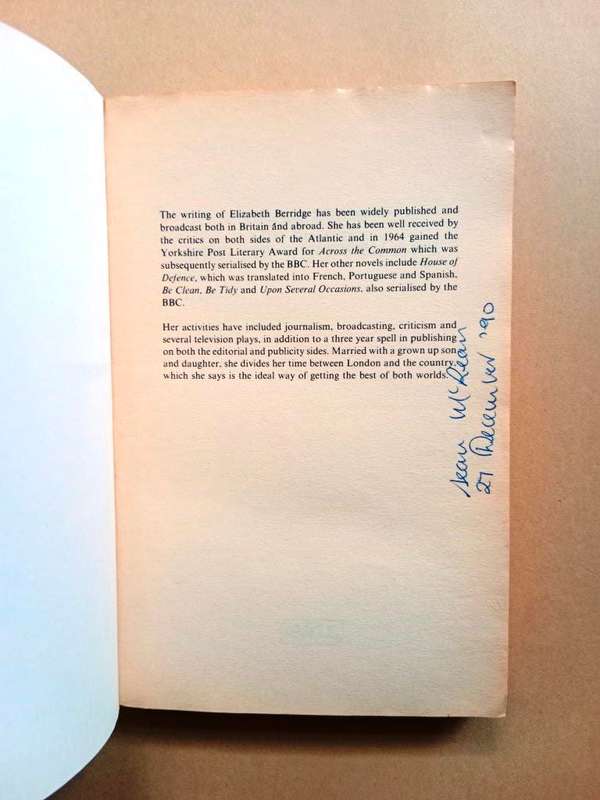 The writing of Elizabeth Berridge has been widely published and
broadcast both in Britain and abroad. She has been well received by
the critics on both sides of the Atlantic and in 1964 gained the
Yorkshire Post Literary Award for Across the Common which was
subsequently serialised by the BBC. Her other novels include House of
Defence, which was translated into French, Portuguese and Spanish,
Be Clean, Be Tidy and Upon Several Occasions, also serialised by the
BBC.
Her activities have included journalism, broadcasting, criticism and
several television plays, in addition to a three year spell in publishing
on both the editorial and publicity sides. Married with a grown up son
and daughter, she divides her time between London and the country,
which she says is the ideal way of getting the best of both worlds.
27 December '90